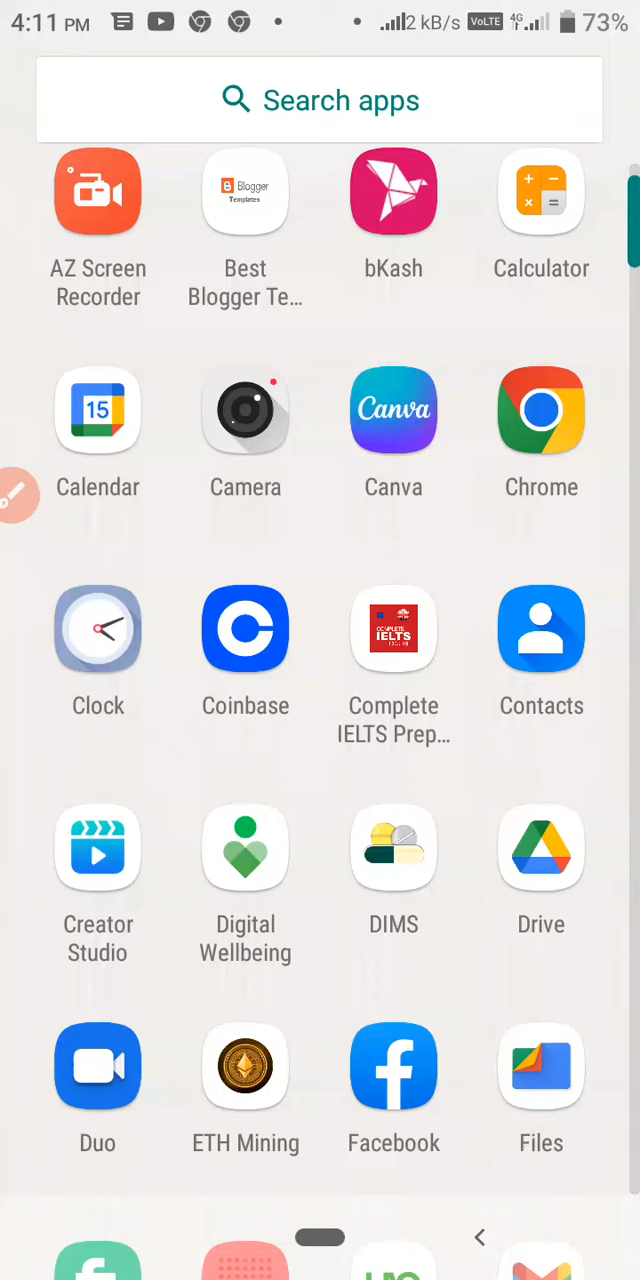 4:11 PM 2 kB/s VoLTE 4G 73%
Search apps
Blogger
Templates
AZ Screen Recorder
Best Blogger Te...
bKash
Calculator
15
Canva
Calendar
Camera
Canva
Chrome
COMPLETE
IELTS
Clock
Coinbase
Complete IELTS Prep...
Contacts
Creator Studio
Digital Wellbeing
DIMS
Drive
Duo
ETH Mining
Facebook
Files